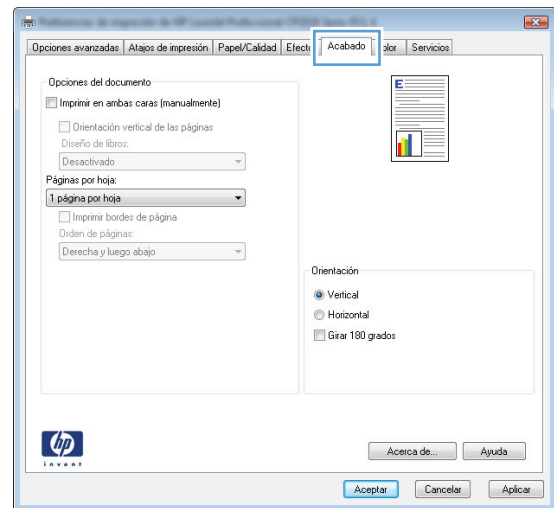 Opciones avanzadas Atajos de impresión Papel/Calidad Acabado Servicios
Opciones del documento
Imprimir en ambas caras (manualmente)
Orientación vertical de las páginas
Diseño de libros:
Desactivado
Páginas por hoja:
1 página por hoja
Imprimir bordes de página
Orden de páginas:
Derecha y luego abajo
E
Orientación
Vertical
Horizontal
Girar 180 grados
hp
invent
Acerca de... Ayuda
Aceptar Cancelar Aplicar